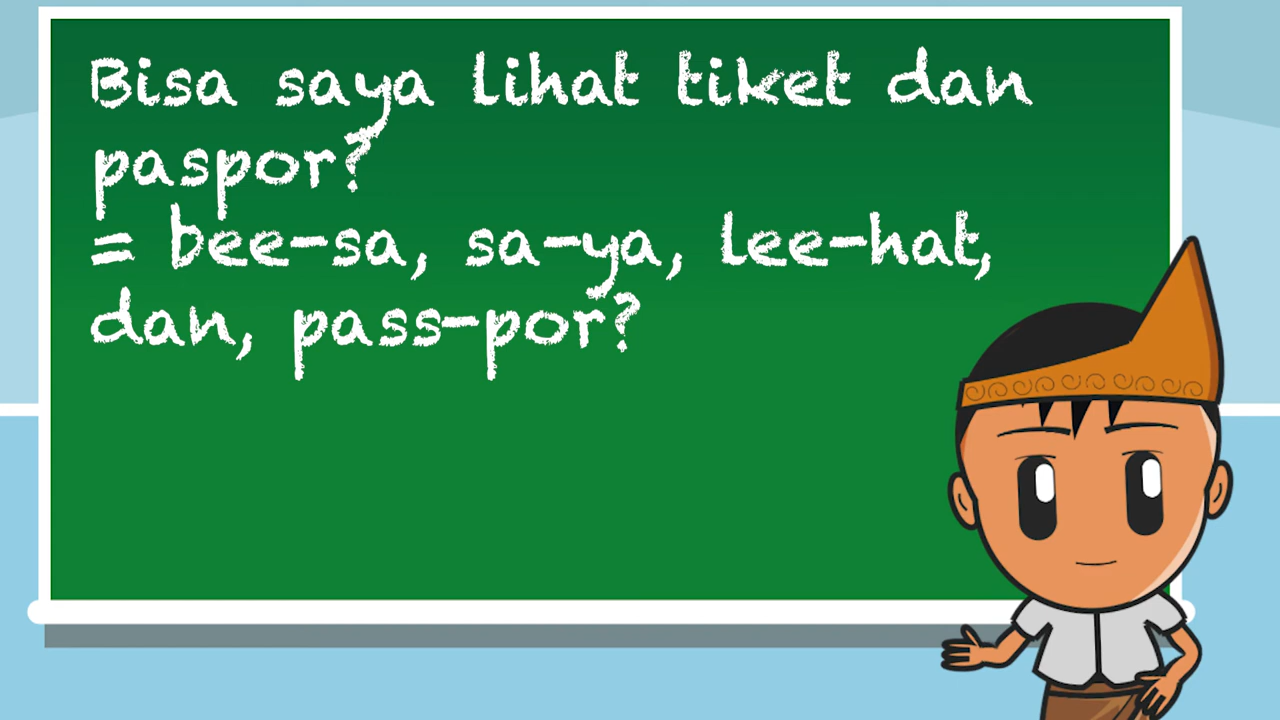 Bisa saya lihat tiket dan
paspor?
= bee-sa, sa-ya, lee-hat,
dan, pass-por?